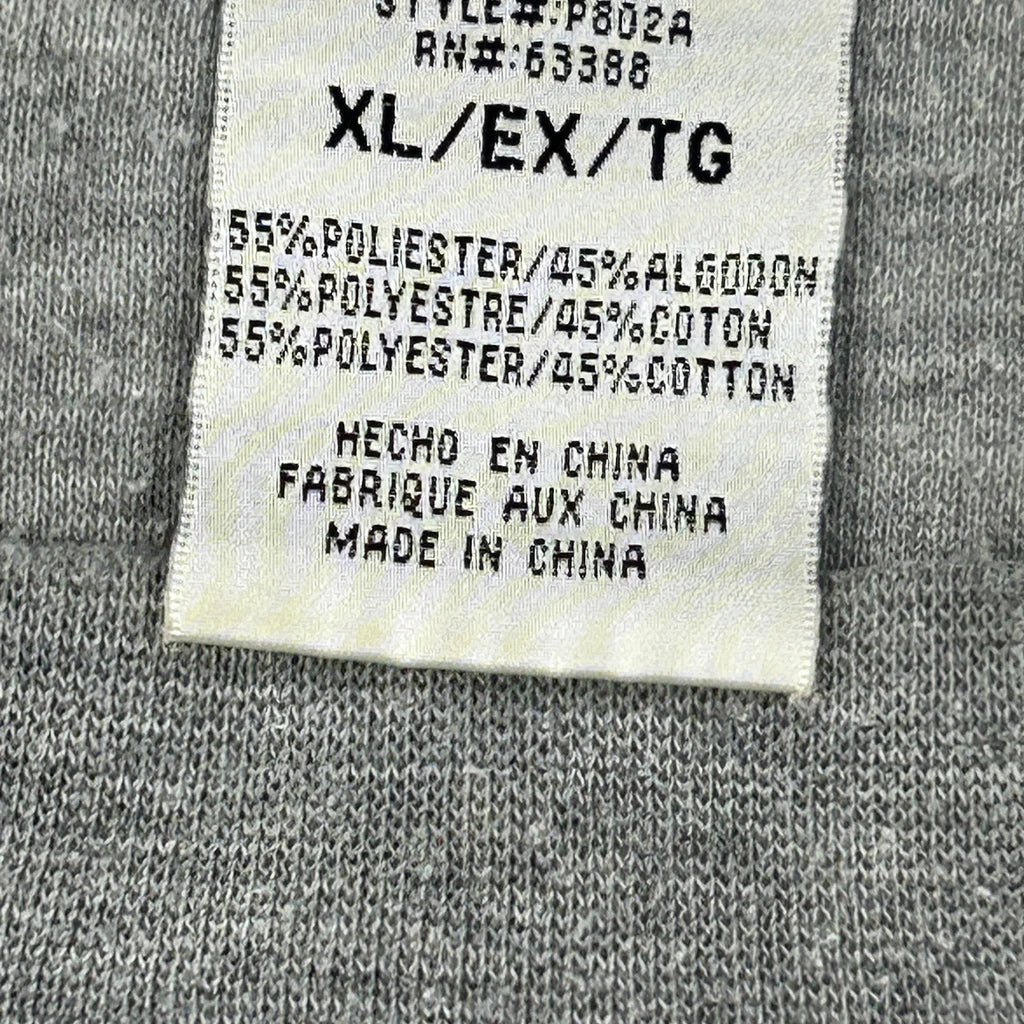 STYLE#:P802A
RN#:63388
XL/EX/TG
55%POLIESTER/45%ALGODON
55%POLYESTRE/45%COTON
55%POLYESTER/45%COTTON
HECHO EN CHINA
FABRIQUE AUX CHINA
MADE IN CHINA